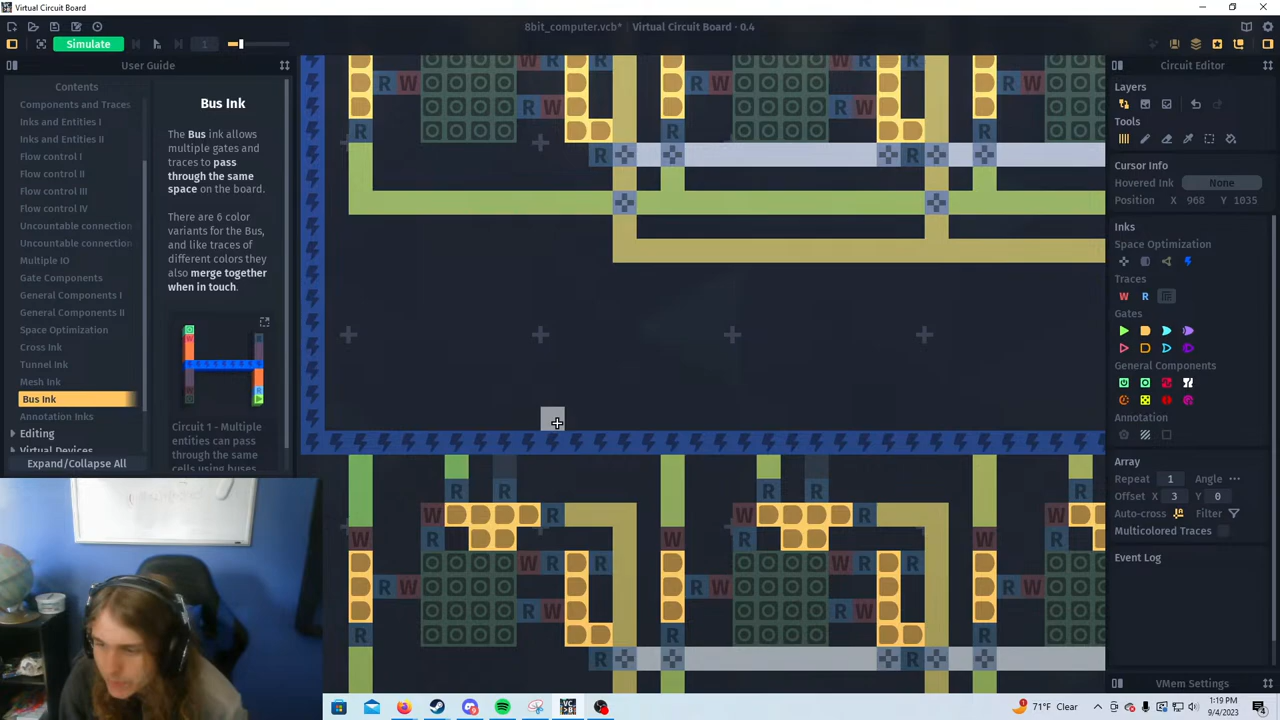 Virtual Circuit Board
8bit_computer.vcb* | Virtual Circuit Board · 0.4
Simulate
1
User Guide
Circuit Editor
Contents
Components and Traces
Inks and Entities I
Inks and Entities II
Flow control I
Flow control II
Flow control III
Flow control IV
Uncountable connection
Uncountable connection
Multiple IO
Gate Components
General Components I
General Components II
Space Optimization
Cross Ink
Tunnel Ink
Mesh Ink
Bus Ink
Annotation Inks
Editing
Virtual Devices
Expand/Collapse All
Bus Ink
The Bus ink allows
multiple gates and
traces to pass
through the same
space on the board.
There are 6 color
variants for the Bus,
and like traces of
different colors they
also merge together
when in touch.
Circuit 1 - Multiple
entities can pass
through the same
cells using buses
Layers
Tools
Cursor Info
Hovered Ink None
Position X 968 Y 1035
Inks
Space Optimization
Traces
W R
Gates
General Components
Annotation
Array
Repeat 1 Angle ...
Offset X 3 Y 0
Auto-cross Filter
Multicolored Traces
Event Log
VMem Settings
W R W R W R
R W R W R W R W
R R R
R R
R R R R R
W R W R W
W R W R W
R W R W R
R W R W R W R W
R W R W
R R R R R
R R
71°F Clear
1:19 PM
9/4/2023